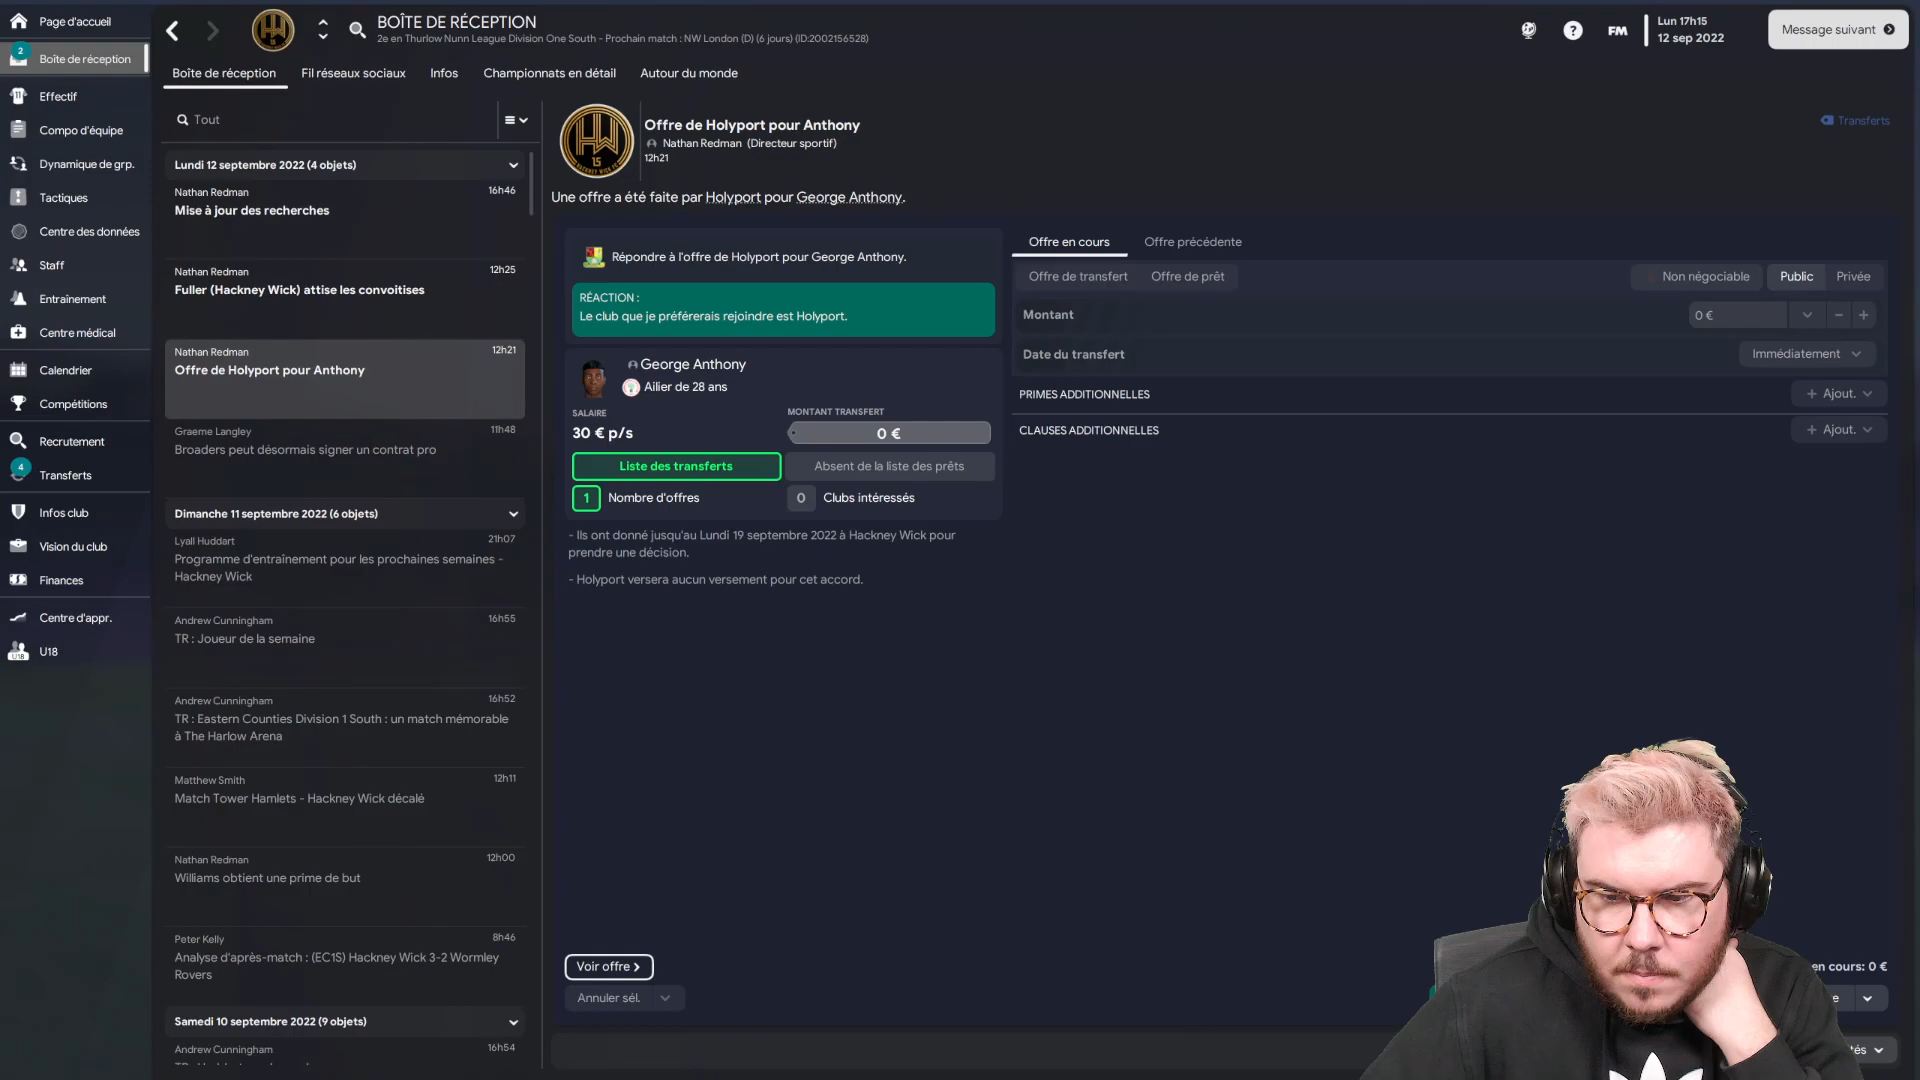 Page d'accueil
2
Boîte de réception
Effectif
Compo d'équipe
Dynamique de grp.
Tactiques
Centre des données
Staff
Entraînement
Centre médical
Calendrier
Compétitions
Recrutement
4
Transferts
Infos club
Vision du club
Finances
Centre d'appr.
U18
BOÎTE DE RÉCEPTION
2e en Thurlow Nunn League Division One South - Prochain match : NW London (D) (6 jours) (ID:2002156528)
FM
Lun 17h15
12 sep 2022
Message suivant
Boîte de réception
Fil réseaux sociaux
Infos
Championnats en détail
Autour du monde
Tout
Lundi 12 septembre 2022 (4 objets)
Nathan Redman 16h46
Mise à jour des recherches
Nathan Redman 12h25
Fuller (Hackney Wick) attise les convoitises
Nathan Redman 12h21
Offre de Holyport pour Anthony
Graeme Langley 11h48
Broaders peut désormais signer un contrat pro
Dimanche 11 septembre 2022 (6 objets)
Lyall Huddart 21h07
Programme d'entraînement pour les prochaines semaines -
Hackney Wick
Andrew Cunningham 16h55
TR : Joueur de la semaine
Andrew Cunningham 16h52
TR : Eastern Counties Division 1 South : un match mémorable
à The Harlow Arena
Matthew Smith 12h11
Match Tower Hamlets - Hackney Wick décalé
Nathan Redman 12h00
Williams obtient une prime de but
Peter Kelly 8h46
Analyse d'après-match : (EC1S) Hackney Wick 3-2 Wormley
Rovers
Samedi 10 septembre 2022 (9 objets)
Andrew Cunningham 16h54
HW
15
Offre de Holyport pour Anthony
Nathan Redman (Directeur sportif)
12h21
Transferts
Une offre a été faite par Holyport pour George Anthony.
Répondre à l'offre de Holyport pour George Anthony.
RÉACTION :
Le club que je préférerais rejoindre est Holyport.
George Anthony
Ailier de 28 ans
SALAIRE
30 € p/s
MONTANT TRANSFERT
0 €
Liste des transferts
Absent de la liste des prêts
1 Nombre d'offres
0 Clubs intéressés
- Ils ont donné jusqu'au Lundi 19 septembre 2022 à Hackney Wick pour
prendre une décision.
- Holyport versera aucun versement pour cet accord.
Offre en cours
Offre précédente
Offre de transfert
Offre de prêt
Non négociable
Public
Privée
Montant
0 €
Date du transfert
Immédiatement
PRIMES ADDITIONNELLES
+ Ajout.
CLAUSES ADDITIONNELLES
+ Ajout.
Voir offre
Annuler sél.
en cours: 0 €